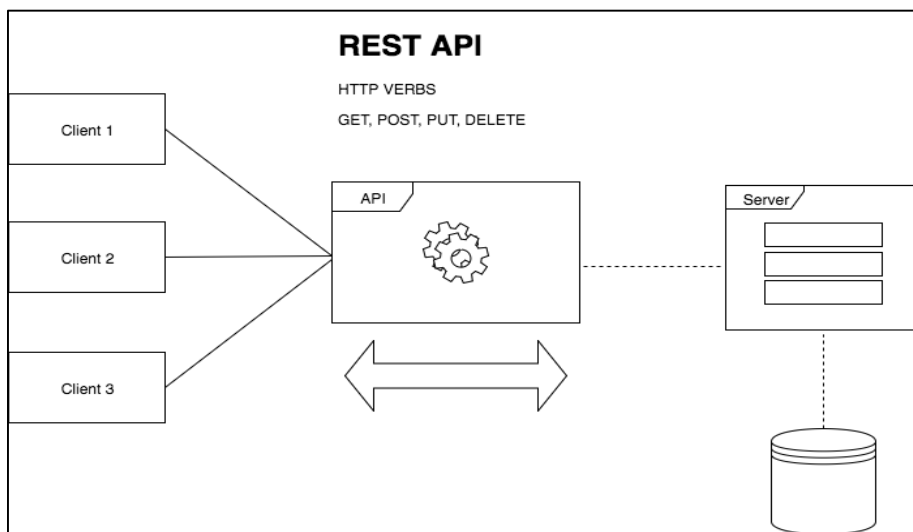 REST API
HTTP VERBS
GET, POST, PUT, DELETE
Client 1
Client 2
Client 3
API
Server